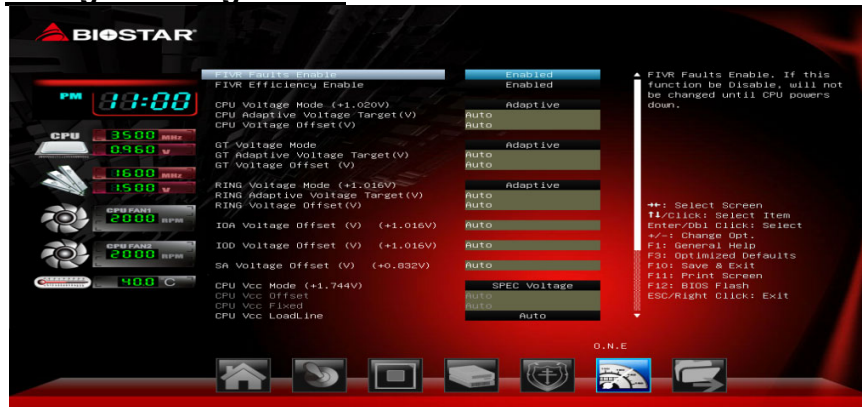 BIOSTAR
PM 11:00
CPU 3500 MHz
0.960 V
1600 MHz
1.500 V
CPU FAN1
2000 RPM
CPU FAN2
2000 RPM
40.0 C
FIVR Faults Enable Enabled
FIVR Efficiency Enable Enabled
CPU Voltage Mode (+1.020V) Adaptive
CPU Adaptive Voltage Target(V) Auto
CPU Voltage Offset(V) Auto
GT Voltage Mode Adaptive
GT Adaptive Voltage Target(V) Auto
GT Voltage Offset (V) Auto
RING Voltage Mode (+1.016V) Adaptive
RING Adaptive Voltage Target(V) Auto
RING Voltage Offset(V) Auto
IOA Voltage Offset (V) (+1.016V) Auto
IOD Voltage Offset (V) (+1.016V) Auto
SA Voltage Offset (V) (+0.832V) Auto
CPU Vcc Mode (+1.744V) SPEC Voltage
CPU Vcc Offset Auto
CPU Vcc Fixed Auto
CPU Vcc LoadLine Auto
FIVR Faults Enable. If this
function be Disable, will not
be changed until CPU powers
down.
→←: Select Screen
↑↓/Click: Select Item
Enter/Dbl Click: Select
+/-: Change Opt.
F1: General Help
F3: Optimized Defaults
F10: Save & Exit
F11: Print Screen
F12: BIOS Flash
ESC/Right Click: Exit
O.N.E